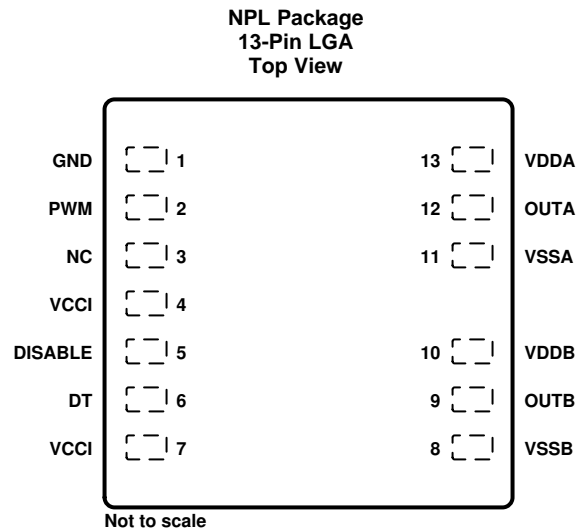 NPL Package
13-Pin LGA
Top View
GND 1 13 VDDA
PWM 2 12 OUTA
NC 3 11 VSSA
VCCI 4
DISABLE 5 10 VDDB
DT 6 9 OUTB
VCCI 7 8 VSSB
Not to scale